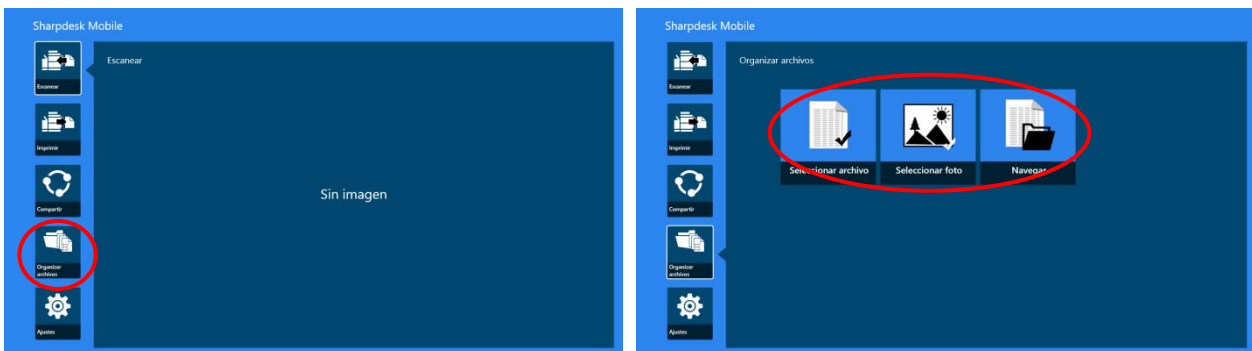 Sharpdesk Mobile
Escanear
Escanear
Imprimir
Sin imagen
Compartir
Organizar
archivos
Ajustes
Sharpdesk Mobile
Organizar archivos
Escanear
Imprimir
Seleccionar archivo
Seleccionar foto
Navegar
Compartir
Organizar
archivos
Ajustes